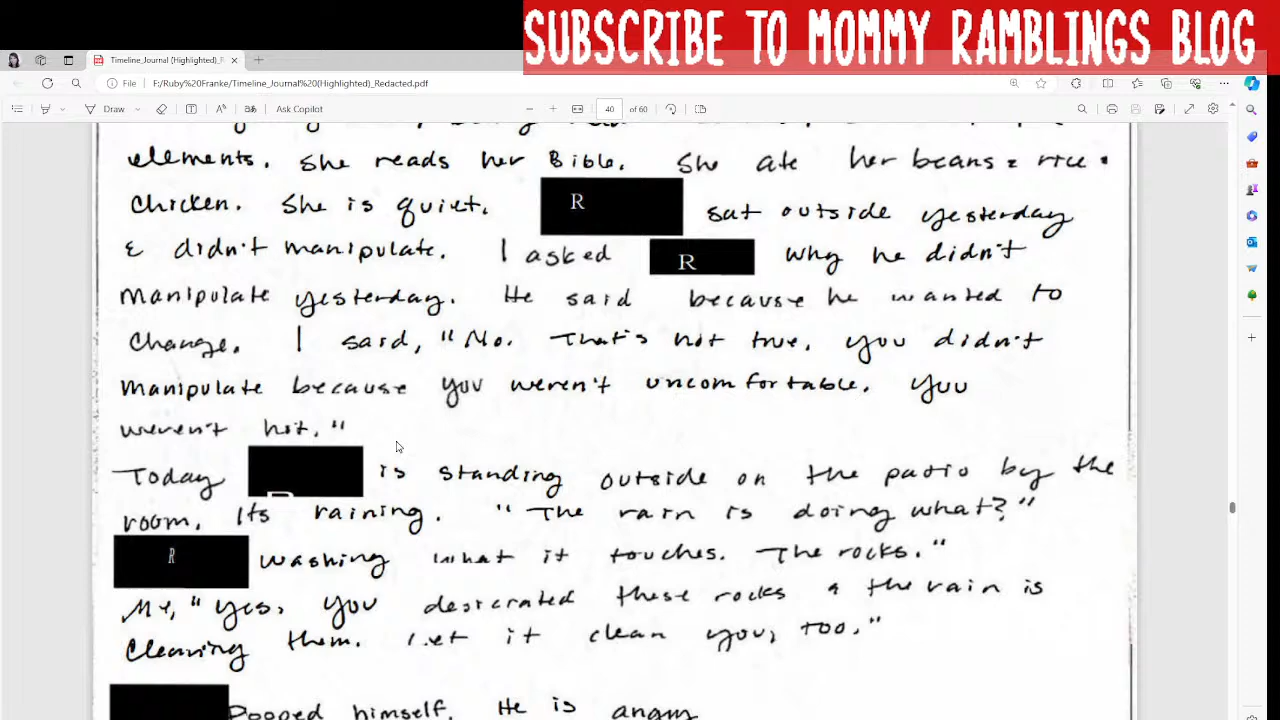 SUBSCRIBE TO MOMMY RAMBLINGS BLOG
Timeline_Journal (Highlighted)_R
File F:/Ruby%20Franke/Timeline_Journal%20(Highlighted)_Redacted.pdf
Draw Ask Copilot 40 of 60
elements. She reads her Bible. She ate her beans & rice &
chicken. She is quiet. R sat outside yesterday
& didn't manipulate. I asked R why he didn't
manipulate yesterday. He said because he wanted to
change. I said, "No. That's not true. you didn't
manipulate because you weren't uncomfortable. you
weren't hot."
Today R is standing outside on the patio by the
room. Its raining. "The rain is doing what?"
R washing what it touches. The rocks."
Me, "yes. you desecrated these rocks & the rain is
cleaning them. Let it clean you, too."
Pooped himself. He is angry